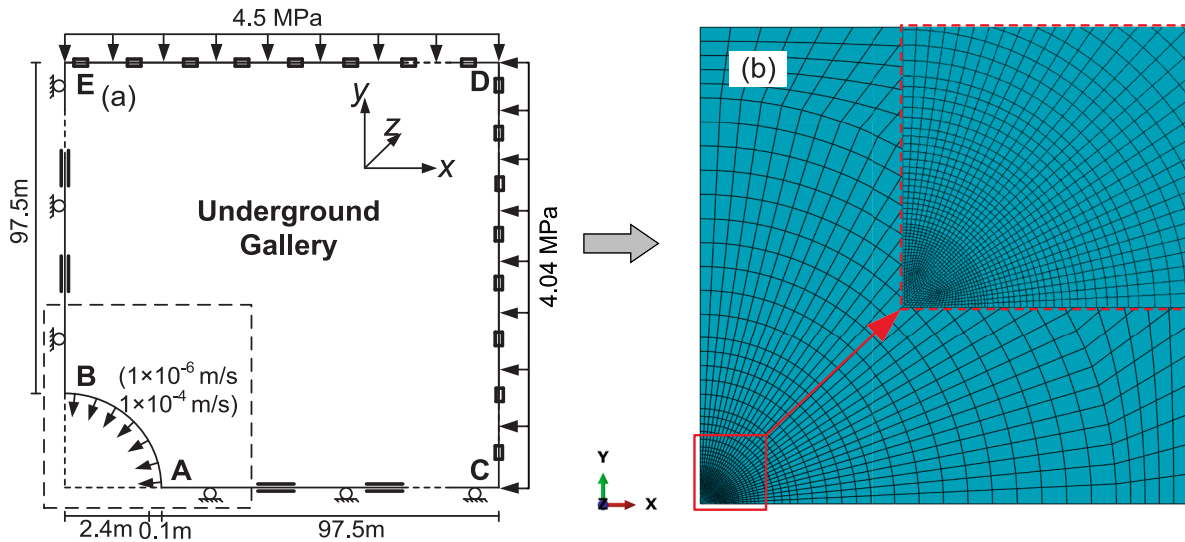 4.5 MPa
E
(a)
D
y
z
x
97.5m
Underground
Gallery
4.04 MPa
B
(1×10⁻⁶ m/s
1×10⁻⁴ m/s)
A
C
2.4m
0.1m
97.5m
(b)
Y
Z
X